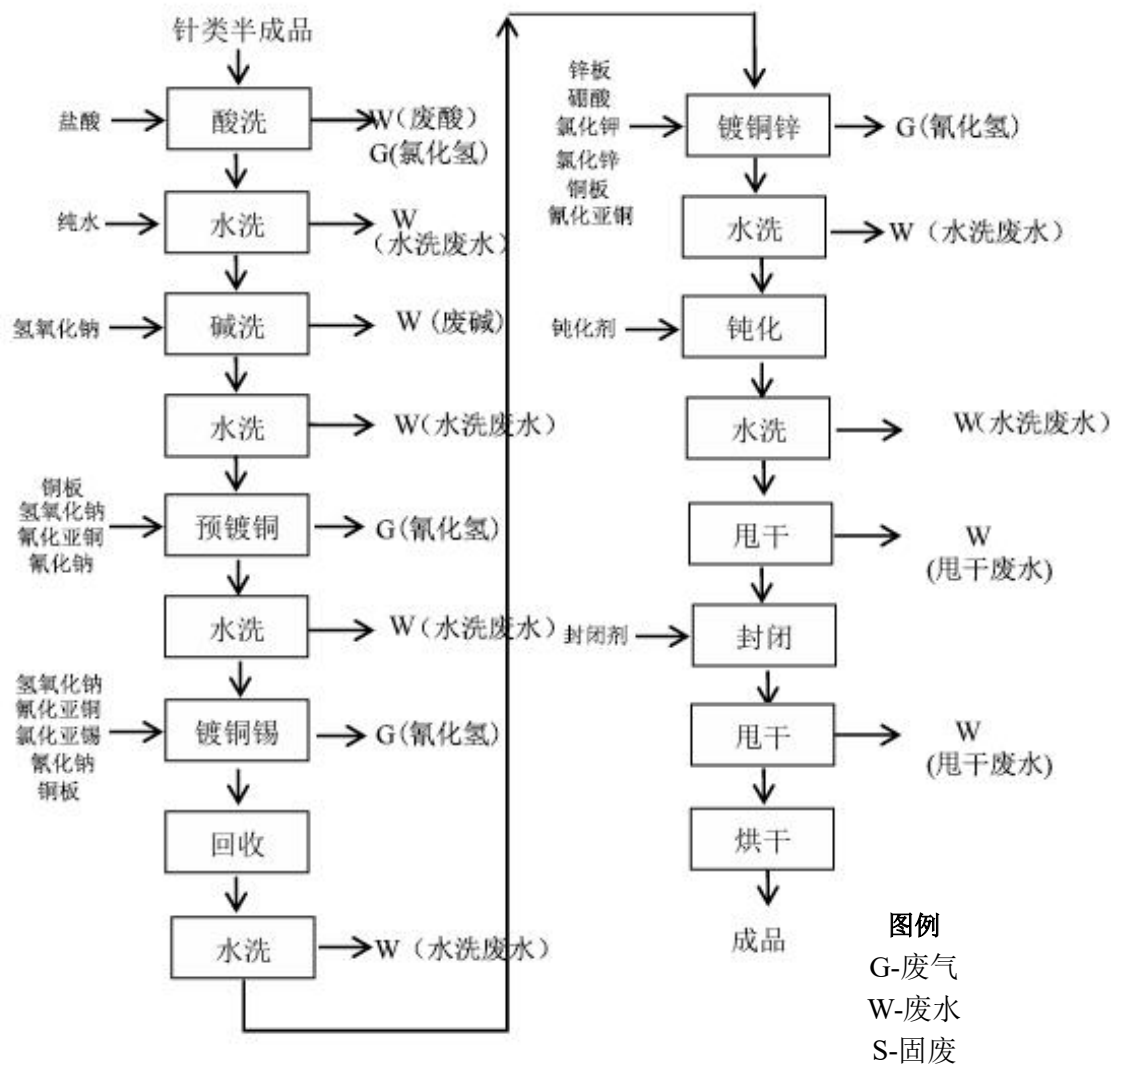 针类半成品
盐酸
酸洗
W（废酸）
G(氯化氢)
纯水
水洗
W
（水洗废水）
氢氧化钠
碱洗
W (废碱)
水洗
W（水洗废水）
铜板
氢氧化钠
氰化亚铜
氰化钠
预镀铜
G(氰化氢)
水洗
W（水洗废水）
氢氧化钠
氰化亚铜
氯化亚锡
氰化钠
铜板
镀铜锡
G(氰化氢)
回收
水洗
W（水洗废水）
锌板
硼酸
氯化钾
氯化锌
铜板
氰化亚铜
镀铜锌
G(氰化氢)
水洗
W（水洗废水）
钝化剂
钝化
水洗
W(水洗废水）
甩干
W
(甩干废水)
封闭剂
封闭
甩干
W
(甩干废水)
烘干
成品
图例
G-废气
W-废水
S-固废